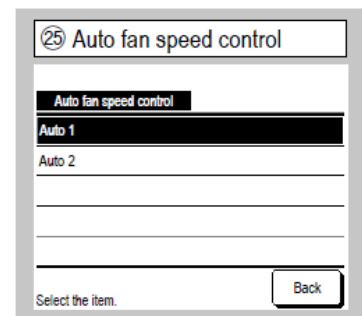 ㉕ Auto fan speed control
Auto fan speed control
Auto 1
Auto 2
Select the item.
Back